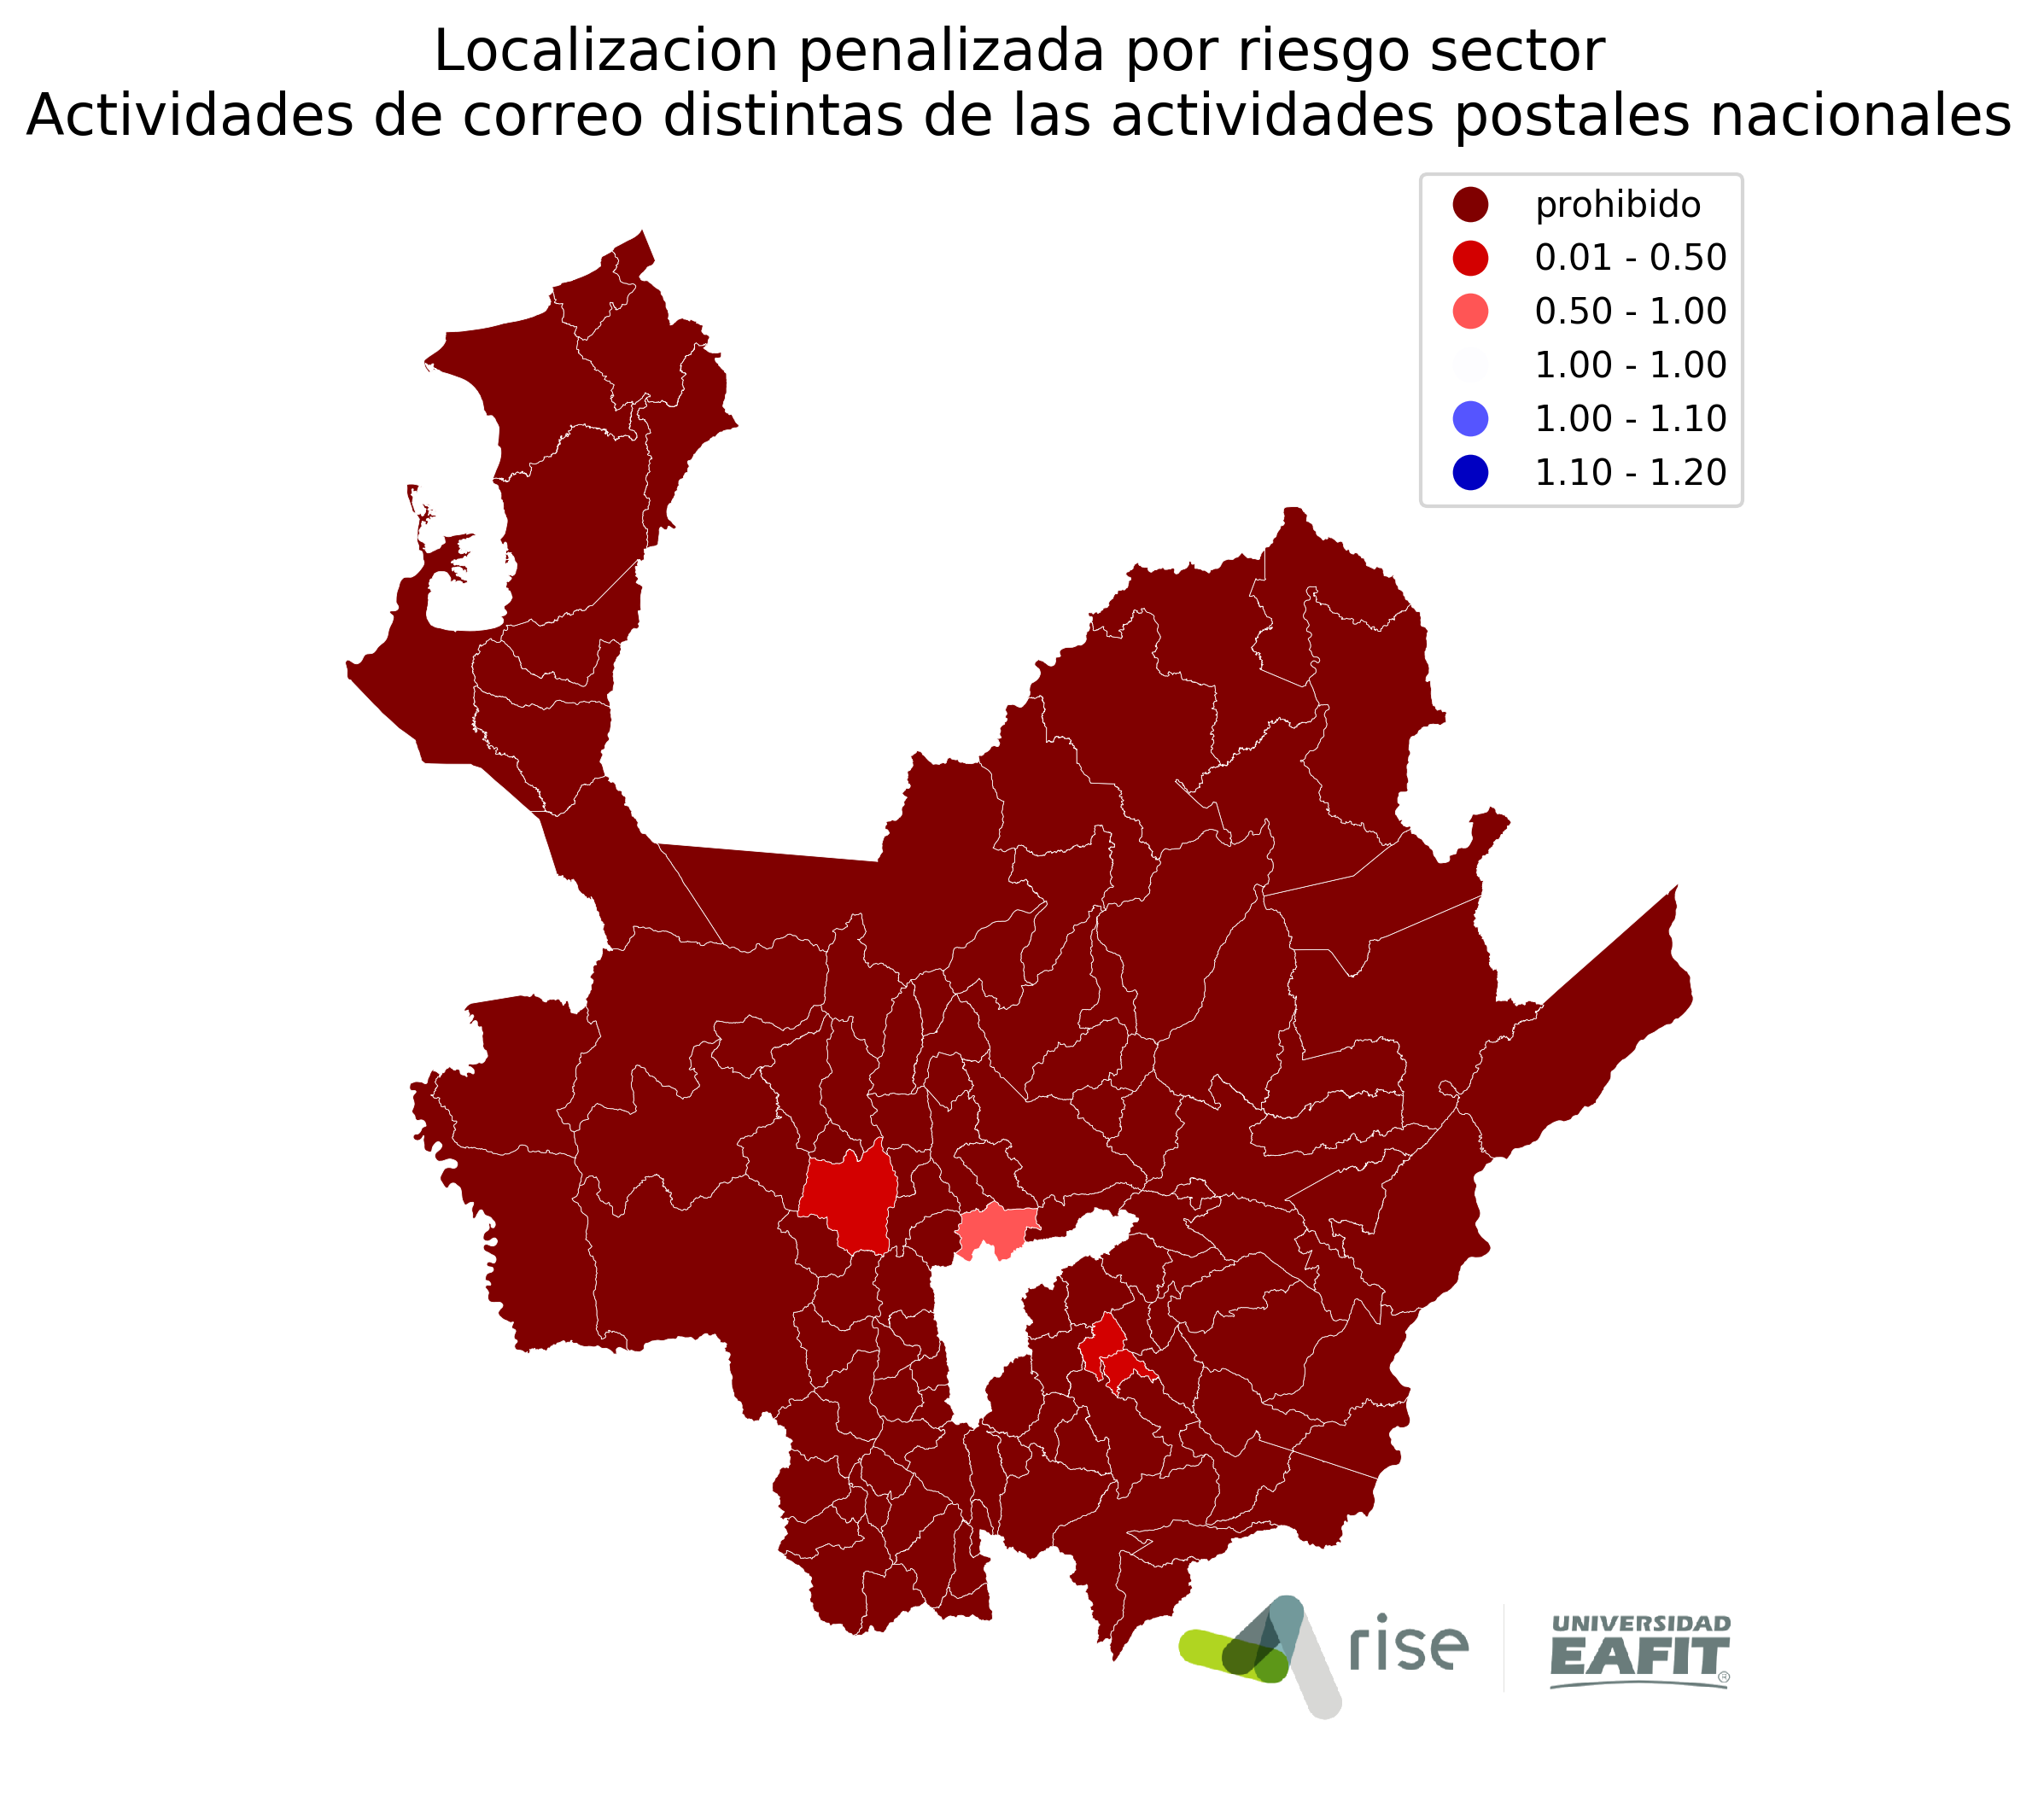 Localizacion penalizada por riesgo sector
Actividades de correo distintas de las actividades postales nacionales
prohibido
0.01 - 0.50
0.50 - 1.00
1.00 - 1.00
1.00 - 1.10
1.10 - 1.20
rise
UNIVERSIDAD
EAFIT®